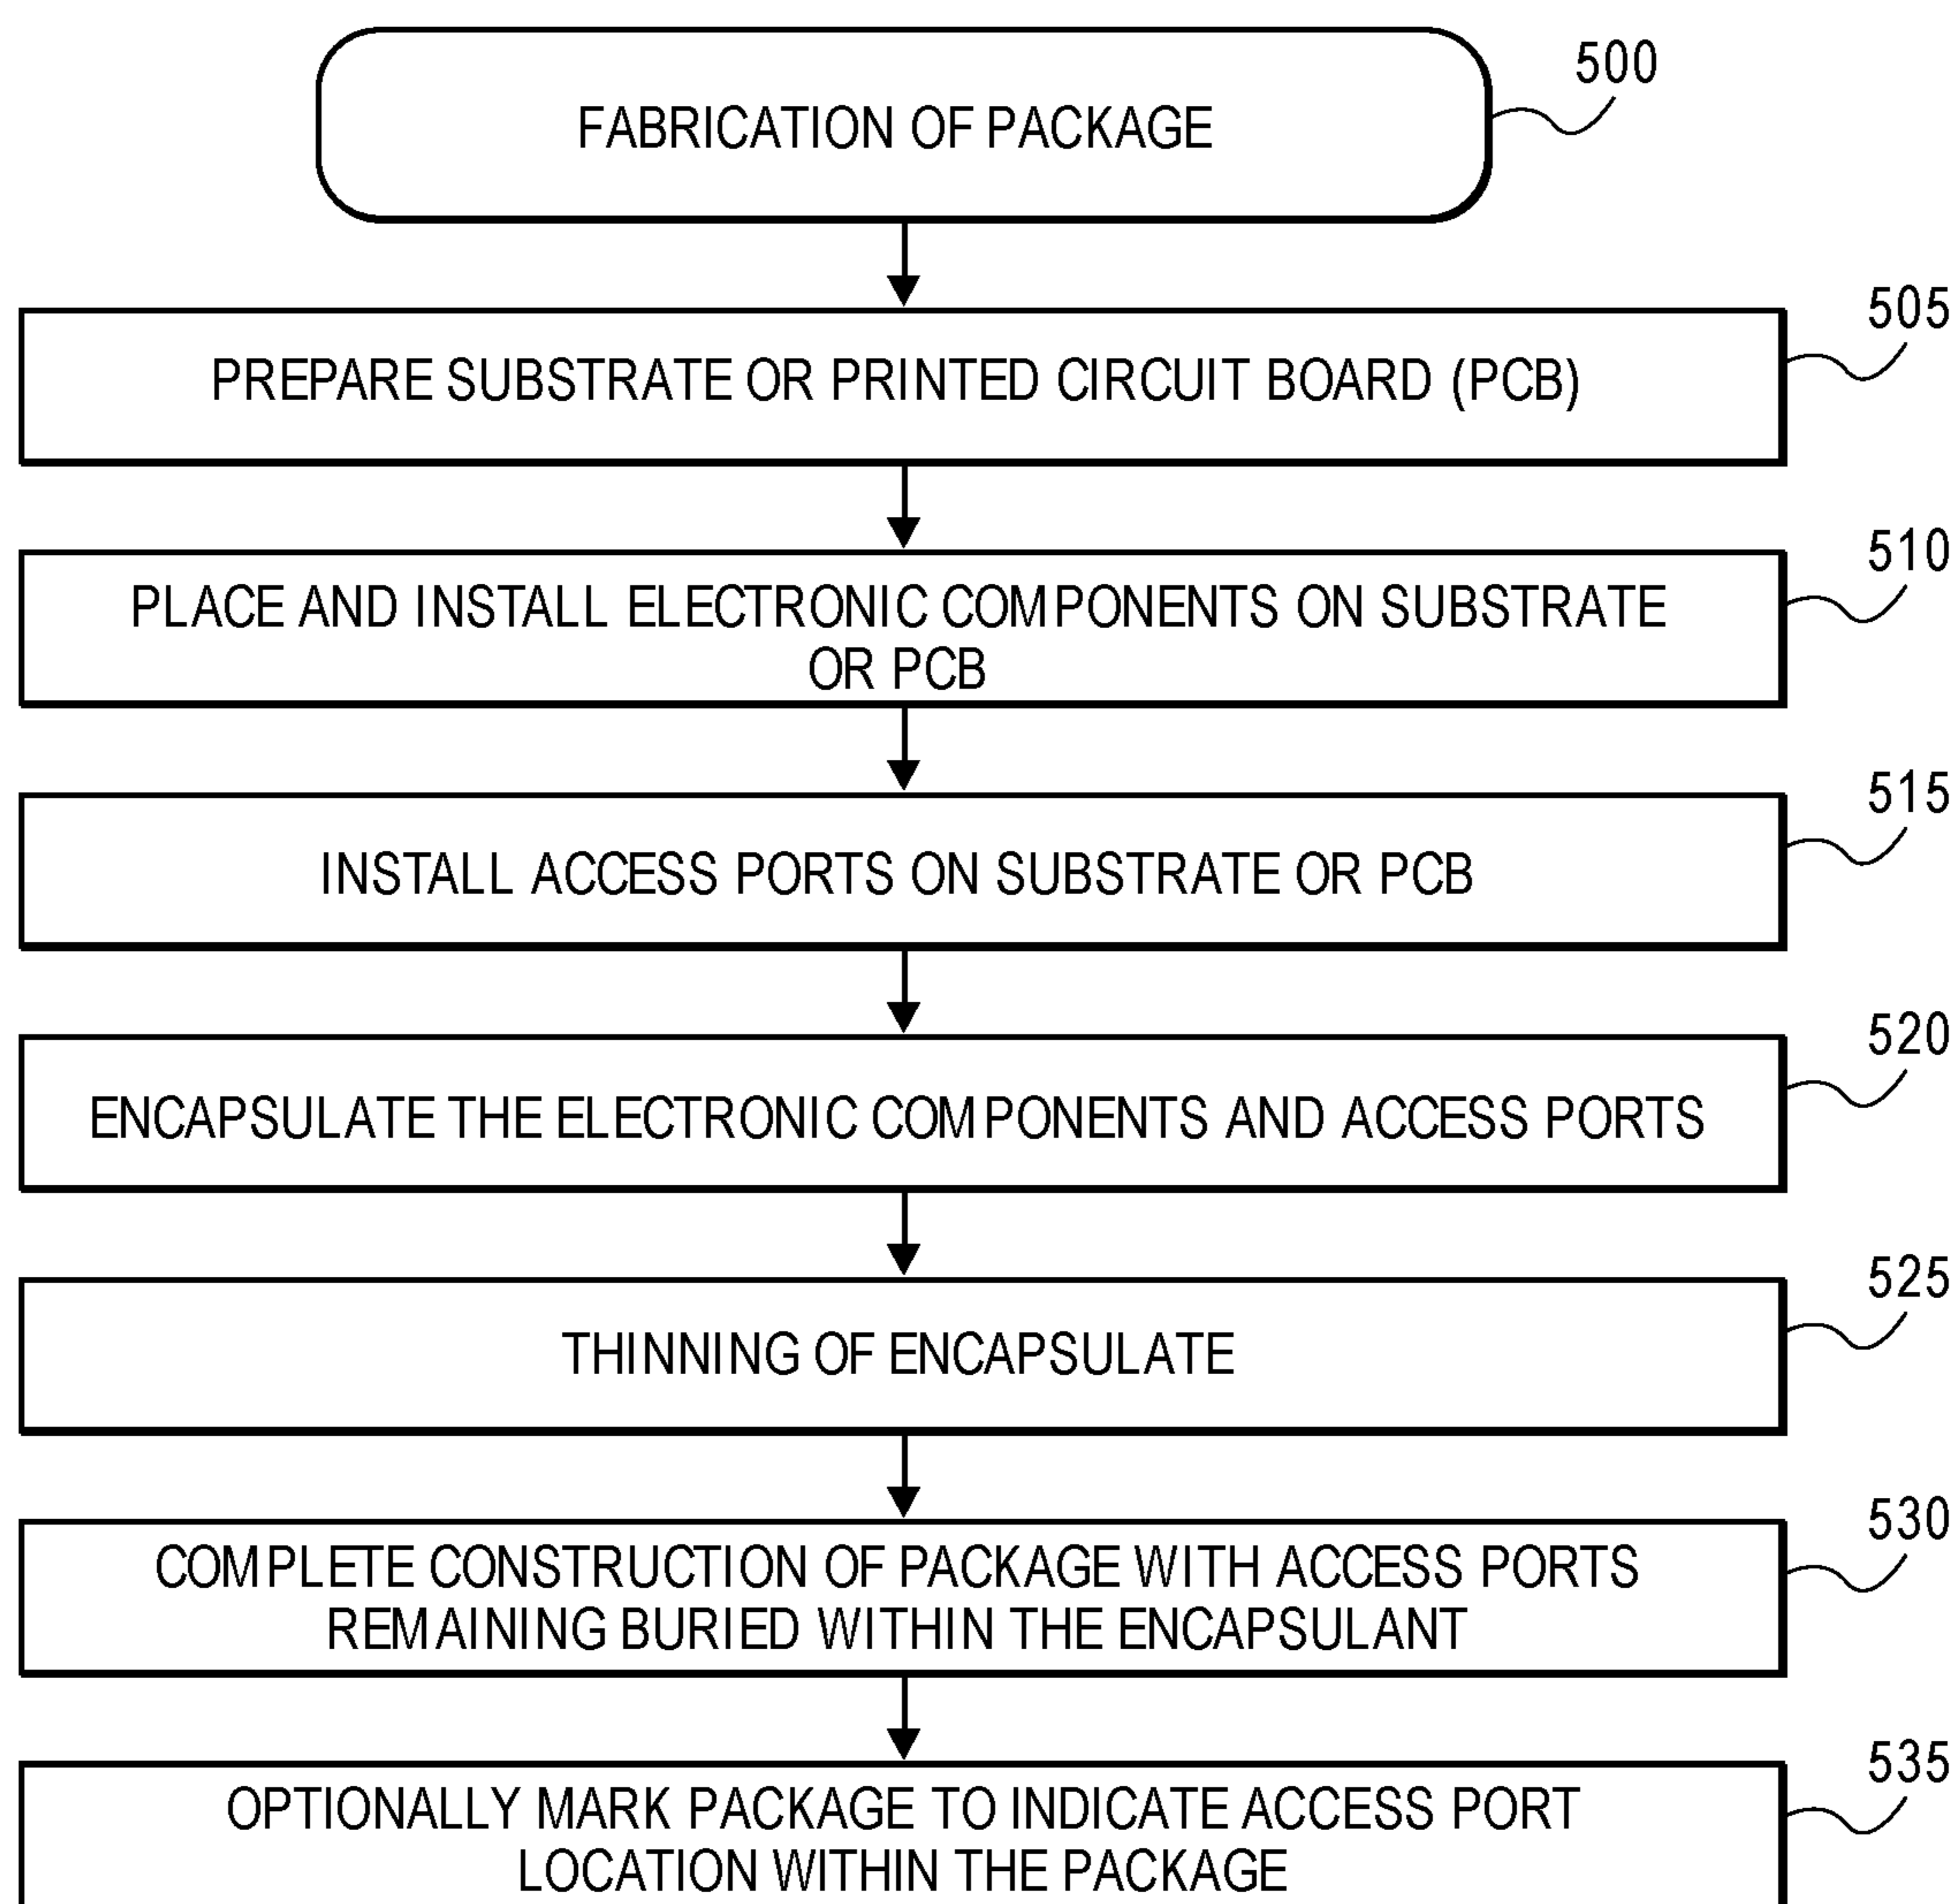 500
FABRICATION OF PACKAGE
505
PREPARE SUBSTRATE OR PRINTED CIRCUIT BOARD (PCB)
510
PLACE AND INSTALL ELECTRONIC COMPONENTS ON SUBSTRATE
OR PCB
515
INSTALL ACCESS PORTS ON SUBSTRATE OR PCB
520
ENCAPSULATE THE ELECTRONIC COMPONENTS AND ACCESS PORTS
525
THINNING OF ENCAPSULATE
530
COMPLETE CONSTRUCTION OF PACKAGE WITH ACCESS PORTS
REMAINING BURIED WITHIN THE ENCAPSULANT
535
OPTIONALLY MARK PACKAGE TO INDICATE ACCESS PORT
LOCATION WITHIN THE PACKAGE